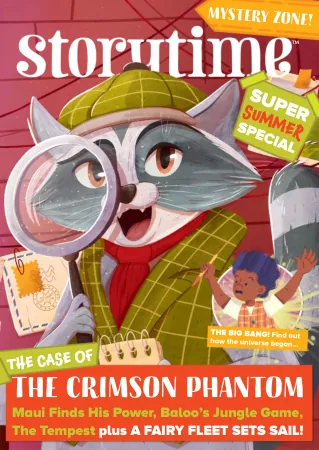 MYSTERY ZONE!
storytime™
SUPER
SUMMER
SPECIAL
THE BIG BANG! Find out
how the universe began...
THE CASE OF
THE CRIMSON PHANTOM
Maui Finds His Power, Baloo's Jungle Game,
The Tempest plus A FAIRY FLEET SETS SAIL!